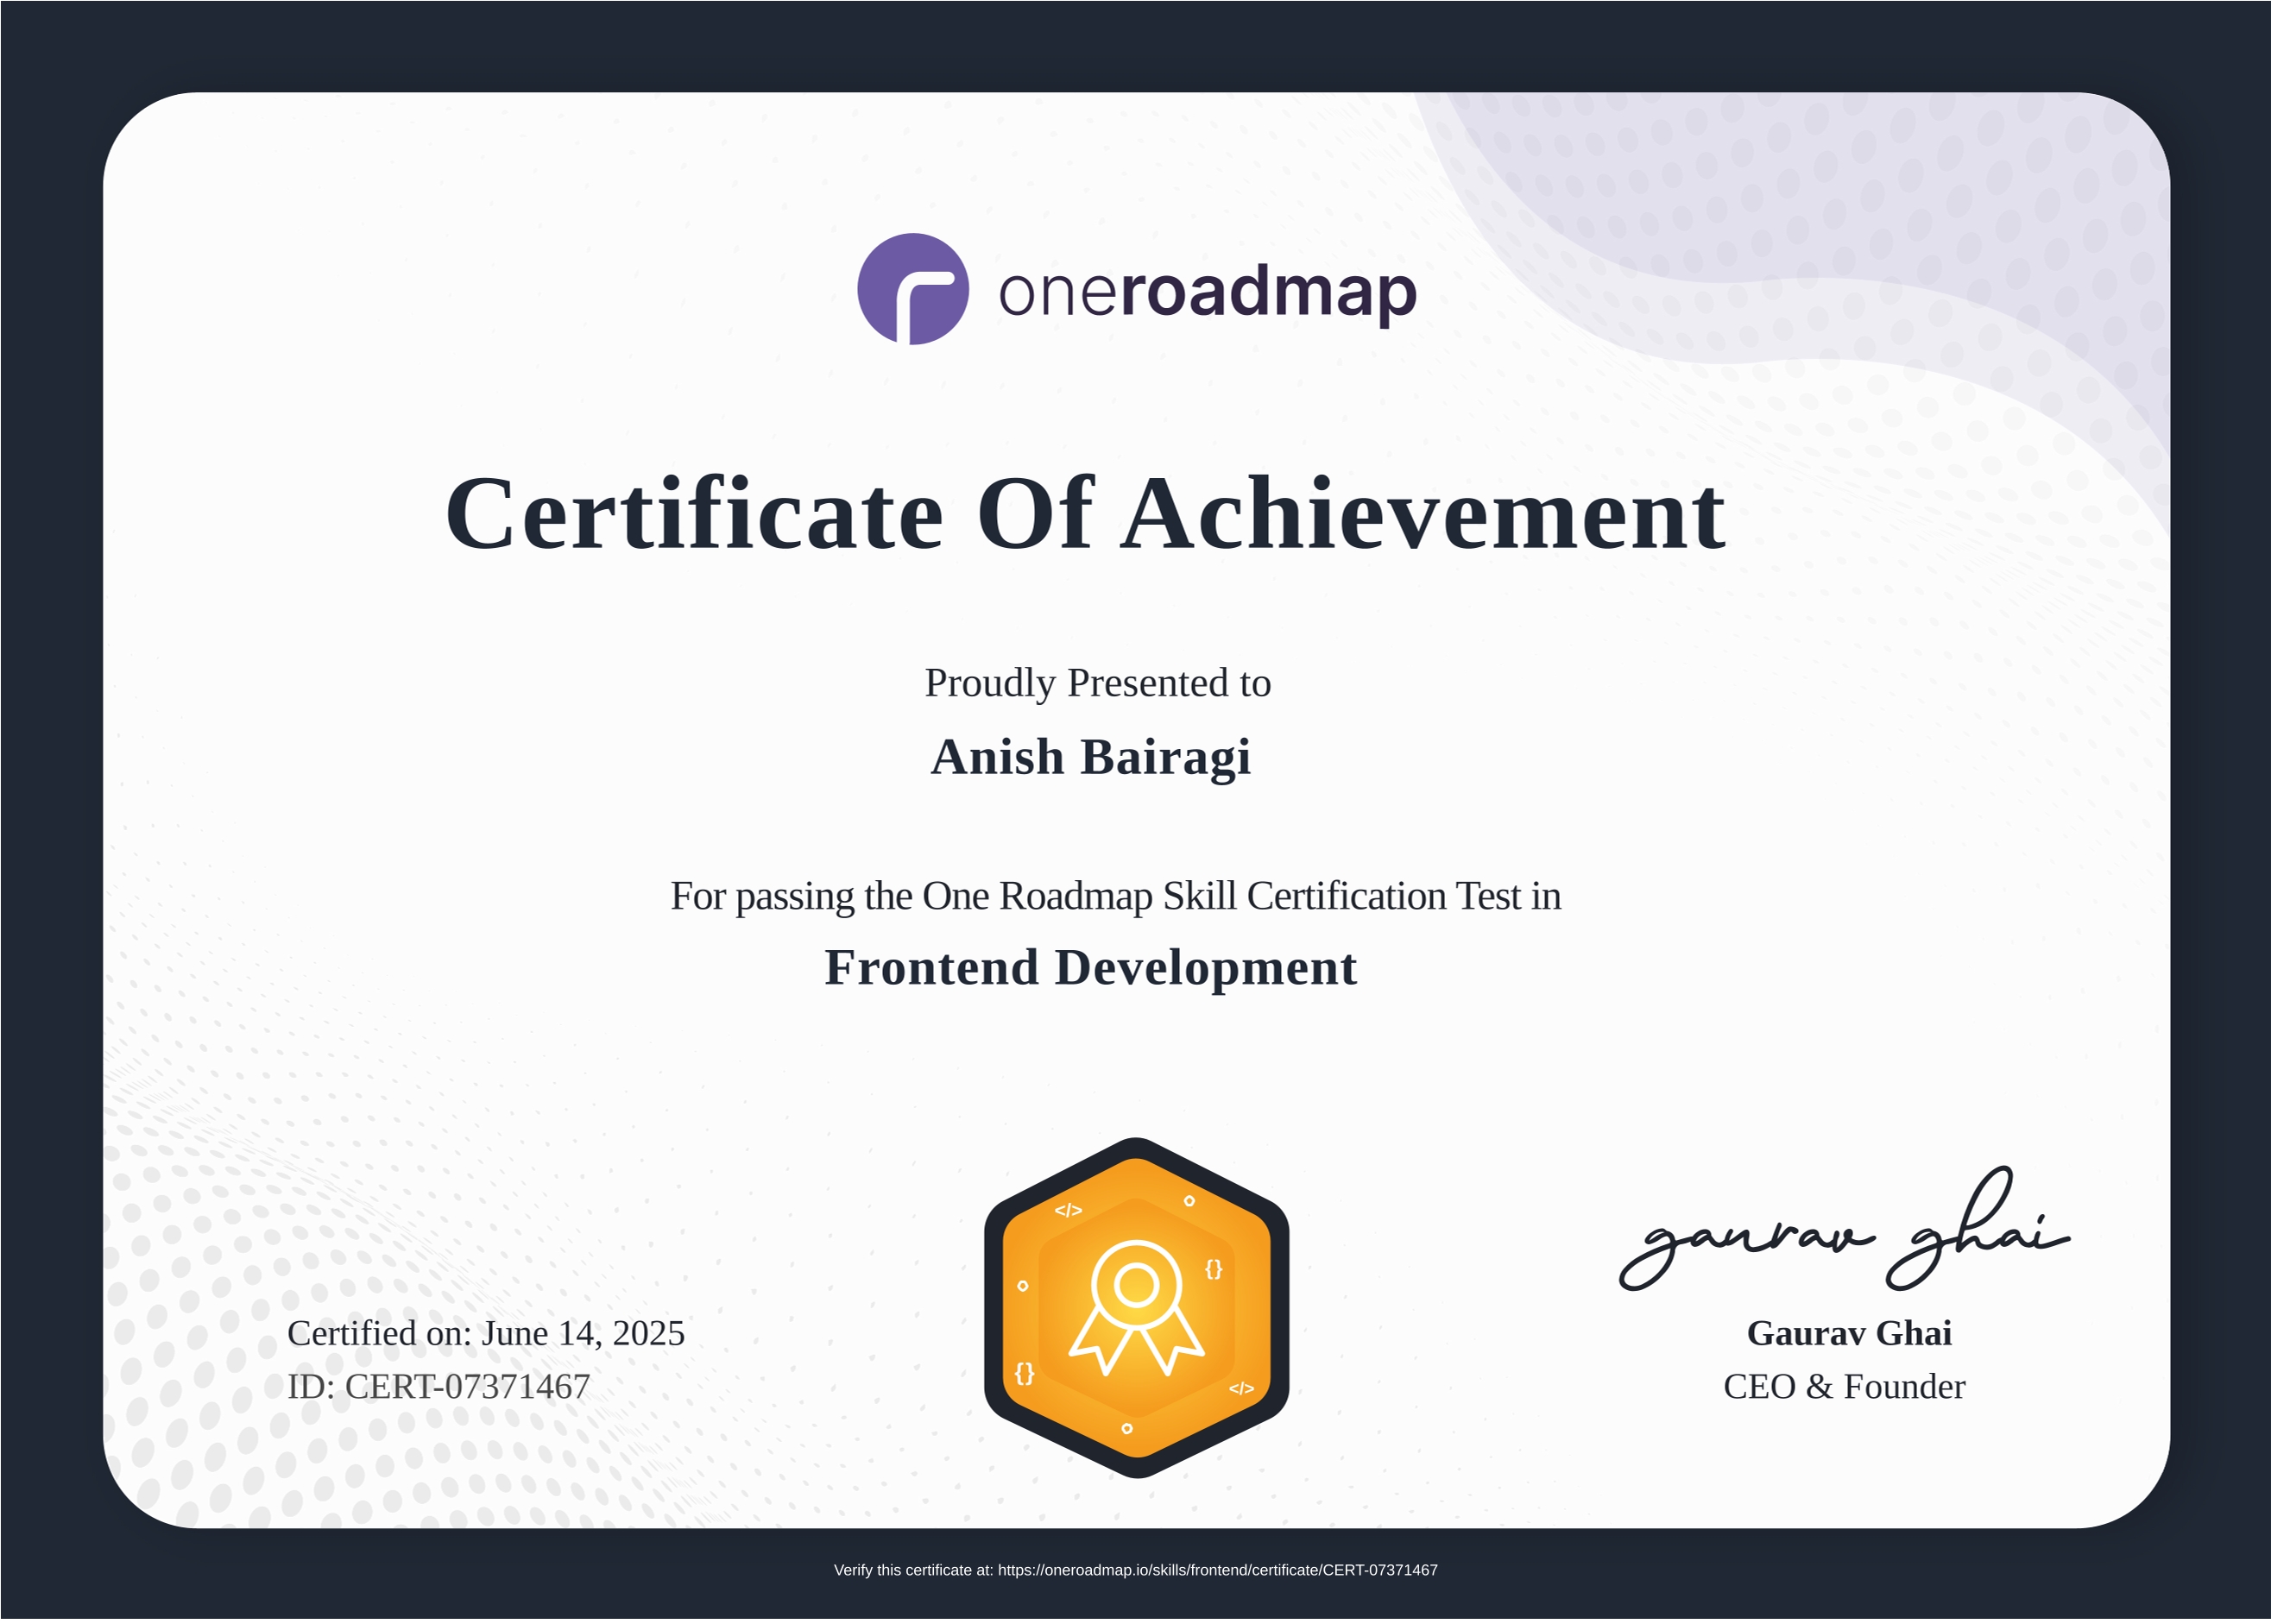 oneroadmap
Certificate Of Achievement
Proudly Presented to
Anish Bairagi
For passing the One Roadmap Skill Certification Test in
Frontend Development
</>
{}
{}
</>
gaurav ghai
Certified on: June 14, 2025
ID: CERT-07371467
Gaurav Ghai
CEO & Founder
Verify this certificate at: https://oneroadmap.io/skills/frontend/certificate/CERT-07371467